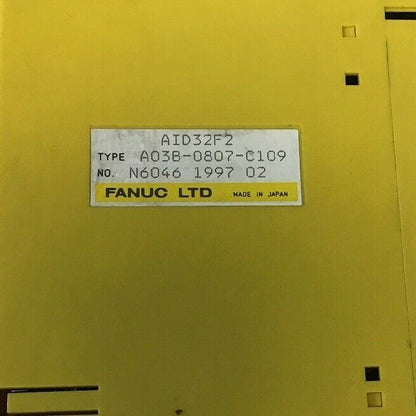 AID32F2
TYPE A03B-0807-C109
NO. N6046 1997 02
FANUC LTD MADE IN JAPAN